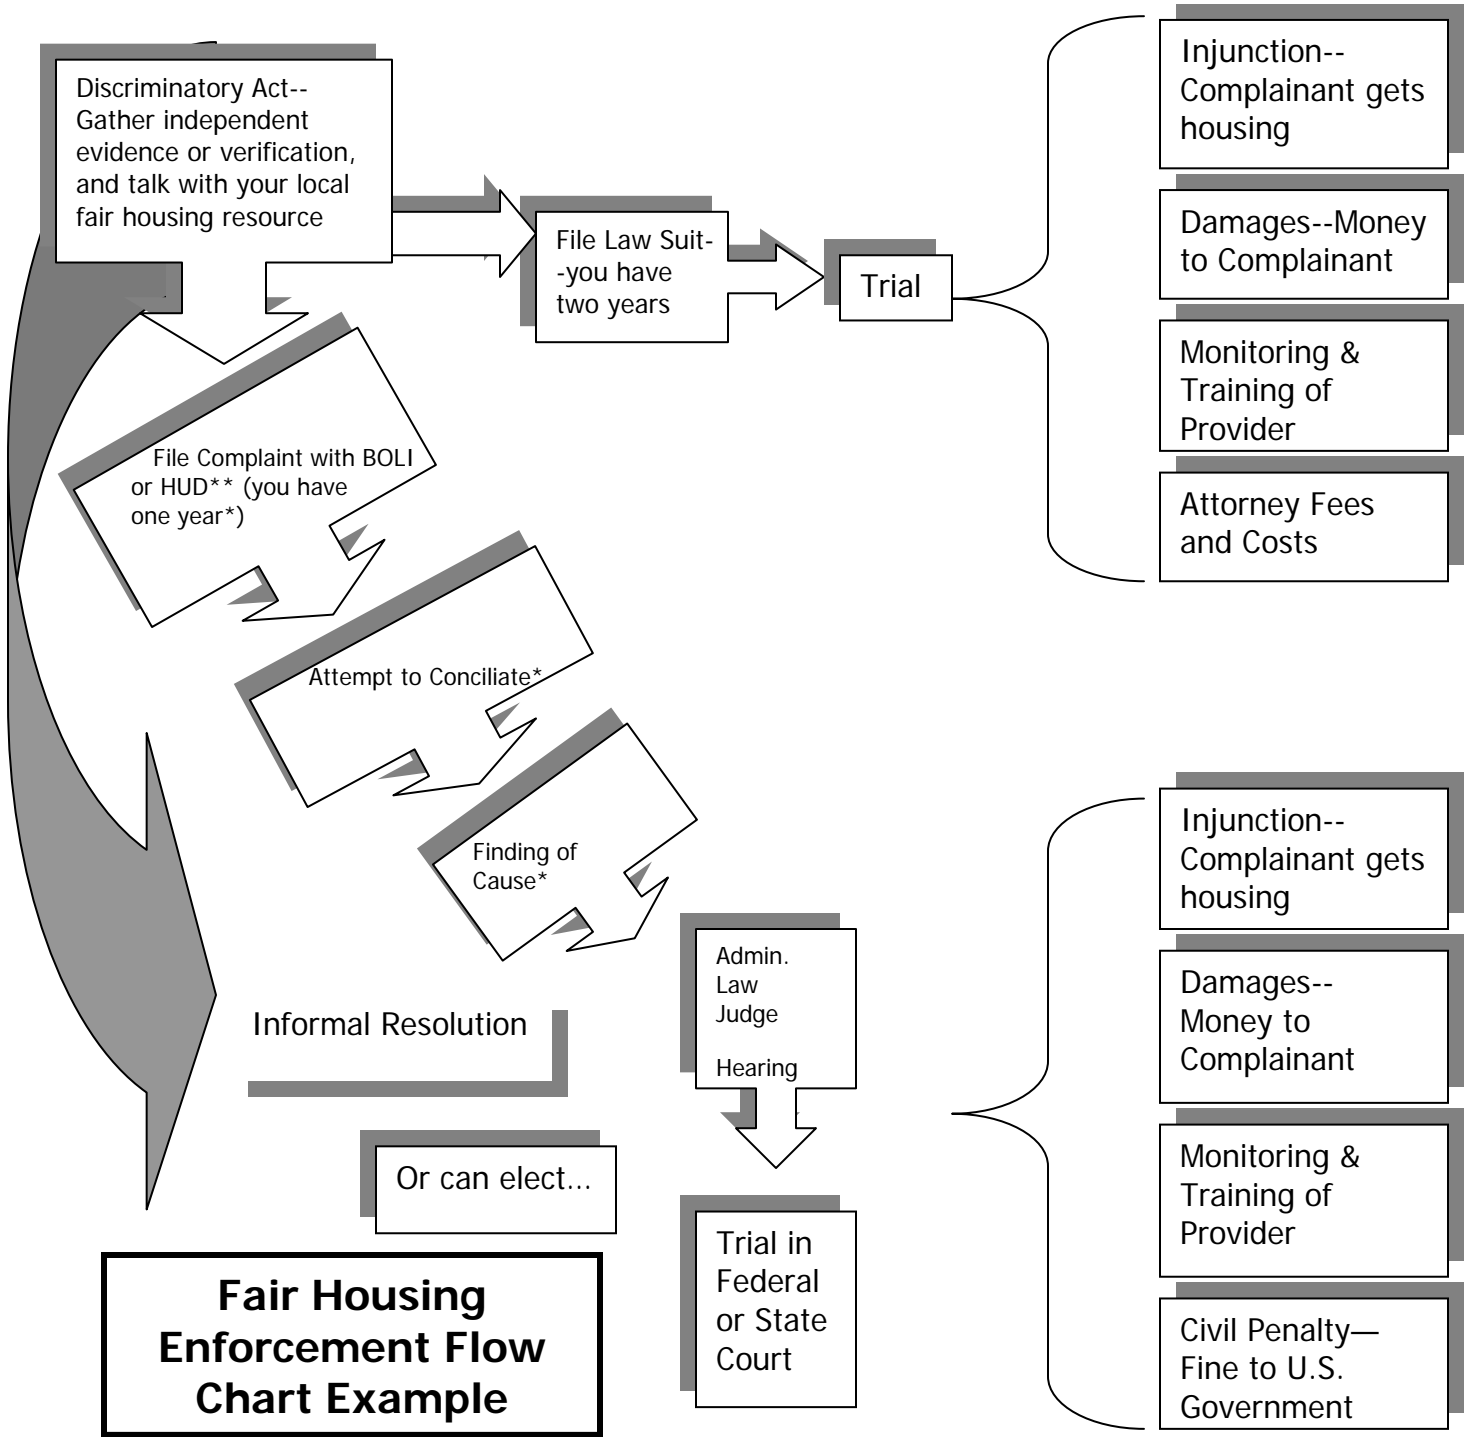 Discriminatory Act--
Gather independent
evidence or verification,
and talk with your local
fair housing resource
File Law Suit-
-you have
two years
Trial
Injunction--
Complainant gets
housing
Damages--Money
to Complainant
Monitoring &
Training of
Provider
Attorney Fees
and Costs
File Complaint with BOLI
or HUD** (you have
one year*)
Attempt to Conciliate*
Finding of
Cause*
Admin.
Law
Judge
Hearing
Informal Resolution
Or can elect...
Trial in
Federal
or State
Court
Injunction--
Complainant gets
housing
Damages--
Money to
Complainant
Monitoring &
Training of
Provider
Civil Penalty—
Fine to U.S.
Government
Fair Housing
Enforcement Flow
Chart Example